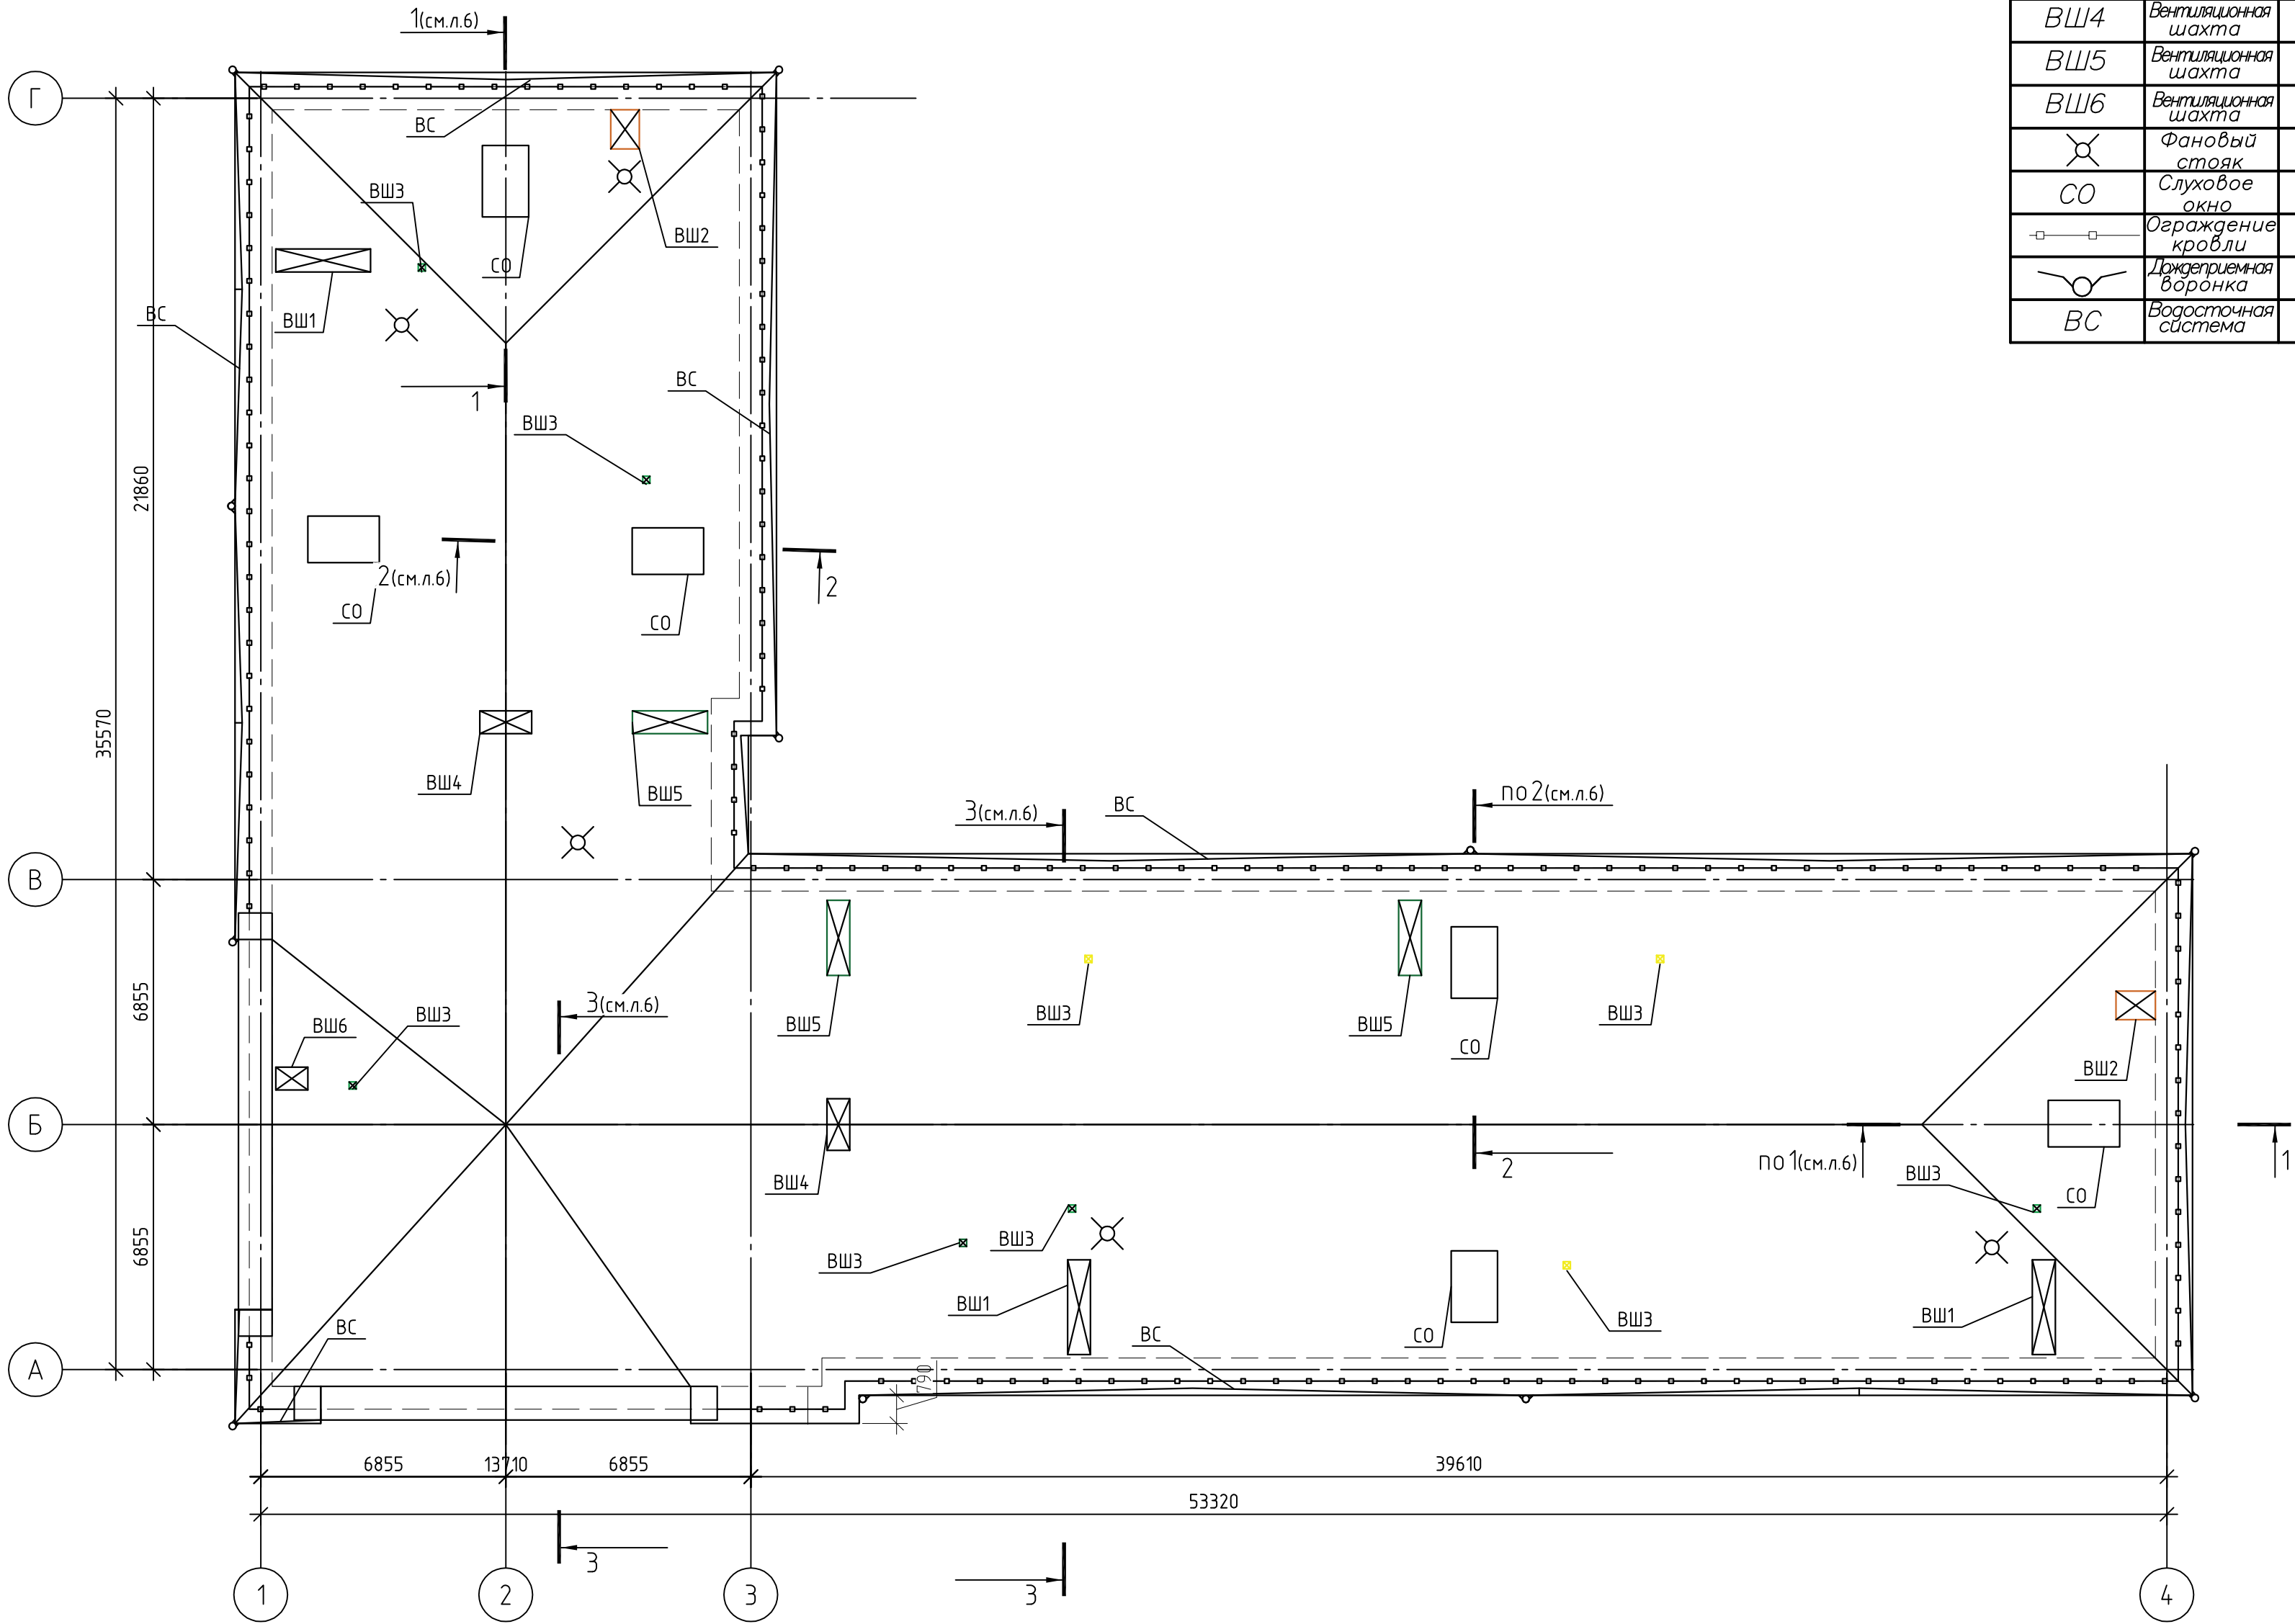 1(см.л.6)
ВШ4 Вентиляционная
шахта
ВШ5 Вентиляционная
шахта
ВШ6 Вентиляционная
шахта
Фановый
стояк
СО Слуховое
окно
Ограждение
кровли
Дождеприемная
воронка
ВС Водосточная
система
Г
ВС
ВШ3
ВШ2
СО
ВС
ВШ1
1
ВС
ВШ3
21860
2(см.л.6)
2
СО
СО
35570
ВШ4
ВШ5
3(см.л.6)
ВС
по2(см.л.6)
В
6855
3(см.л.6)
ВШ3
ВШ6
ВШ5
ВШ3
ВШ5
ВШ3
СО
ВШ2
Б
ВШ4
2
по1(см.л.6)
1
ВШ3
СО
6855
ВШ3
ВШ3
ВШ1
ВШ1
ВШ3
СО
ВС
ВС
А
790
6855
13710
6855
39610
53320
3
3
1
2
3
4